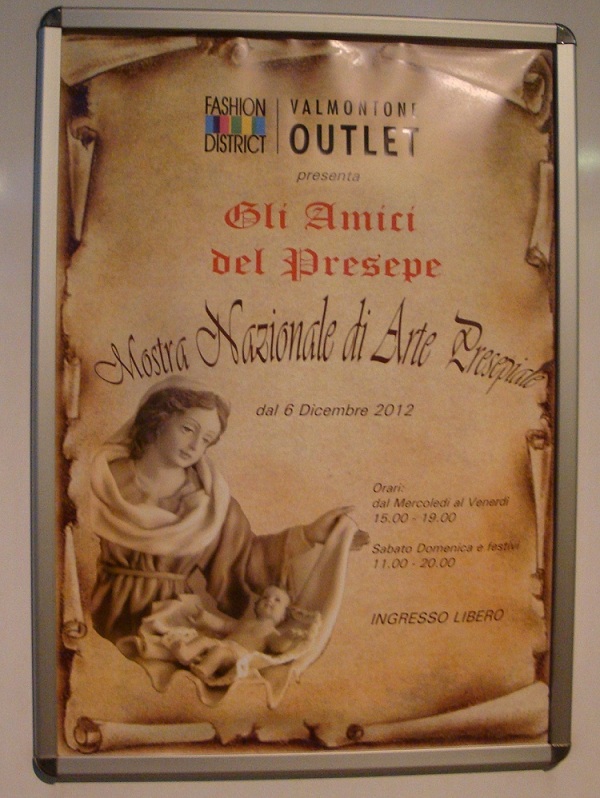 FASHION
DISTRICT
VALMONTONE
OUTLET
presenta
Gli Amici
del Presepe
Mostra Nazionale di Arte Presepiale
dal 6 Dicembre 2012
Orari:
dal Mercoledì al Venerdì
15.00 - 19.00
Sabato Domenica e festivi
11.00 - 20.00
INGRESSO LIBERO